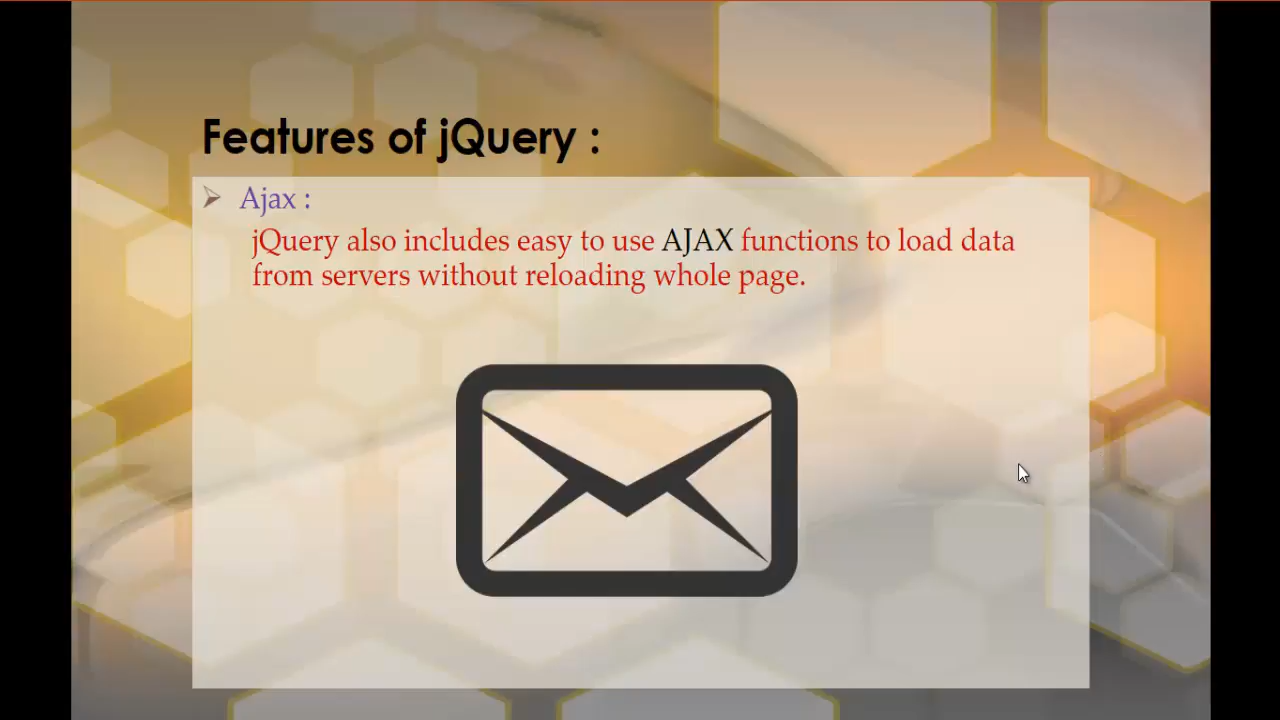 Features of jQuery :
Ajax :
jQuery also includes easy to use AJAX functions to load data
from servers without reloading whole page.